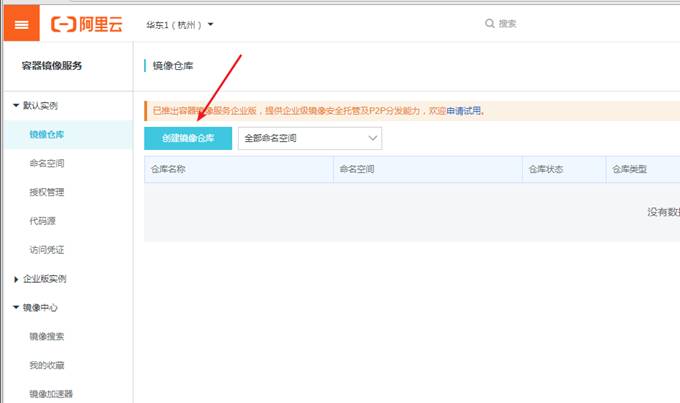 阿里云
华东1（杭州）
搜索
容器镜像服务
镜像仓库
默认实例
镜像仓库
命名空间
授权管理
代码源
访问凭证
企业版实例
镜像中心
镜像搜索
我的收藏
镜像加速器
已推出容器镜像服务企业版，提供企业级镜像安全托管及P2P分发能力，欢迎申请试用。
创建镜像仓库
全部命名空间
仓库名称 命名空间 仓库状态 仓库类型
没有数